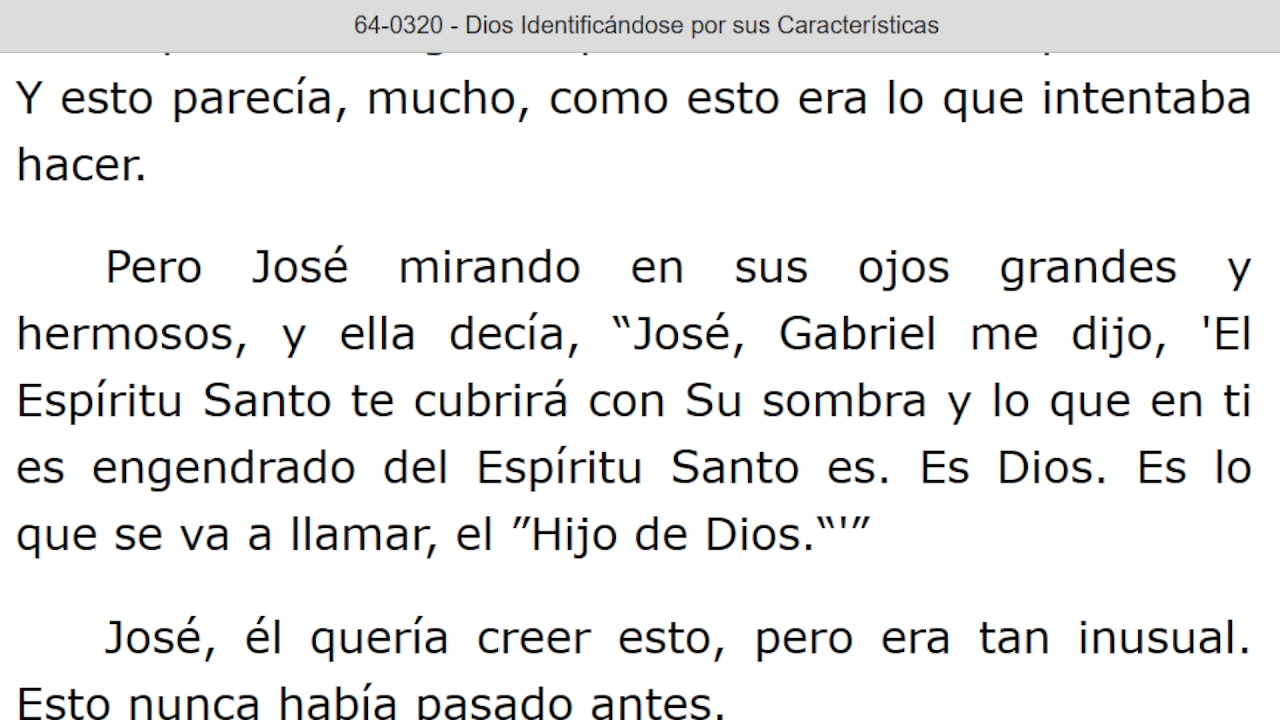 64-0320 - Dios Identificándose por sus Características
Y esto parecía, mucho, como esto era lo que intentaba
hacer.
Pero José mirando en sus ojos grandes y
hermosos, y ella decía, “José, Gabriel me dijo, 'El
Espíritu Santo te cubrirá con Su sombra y lo que en ti
es engendrado del Espíritu Santo es. Es Dios. Es lo
que se va a llamar, el ”Hijo de Dios.“'”
José, él quería creer esto, pero era tan inusual.
Esto nunca había pasado antes.